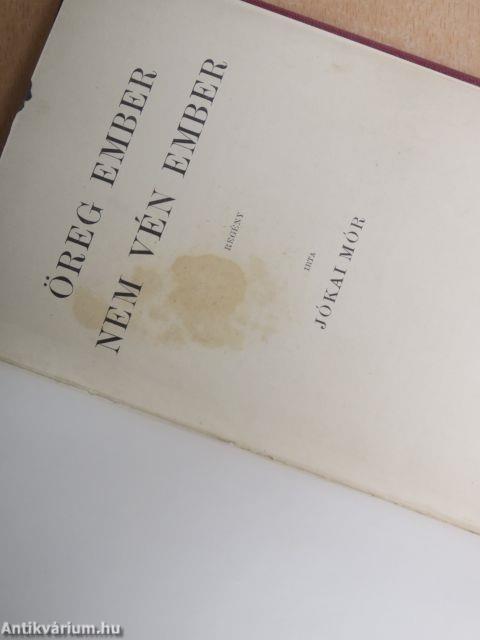 ÖREG EMBER
NEM VÉN EMBER
REGÉNY
IRTA
JÓKAI MÓR
Antikvárium.hu